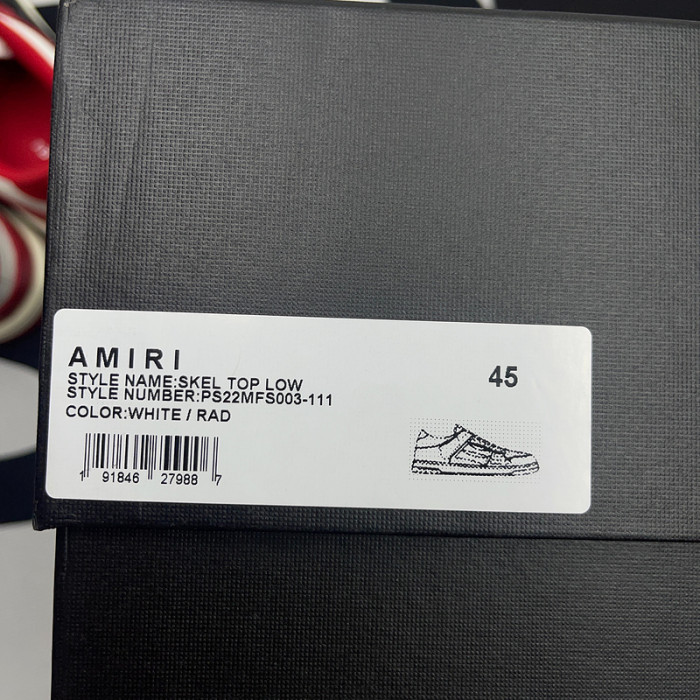 AMIRI
45
STYLE NAME:SKEL TOP LOW
STYLE NUMBER:PS22MFS003-111
COLOR:WHITE / RAD
1 91846 27988 7